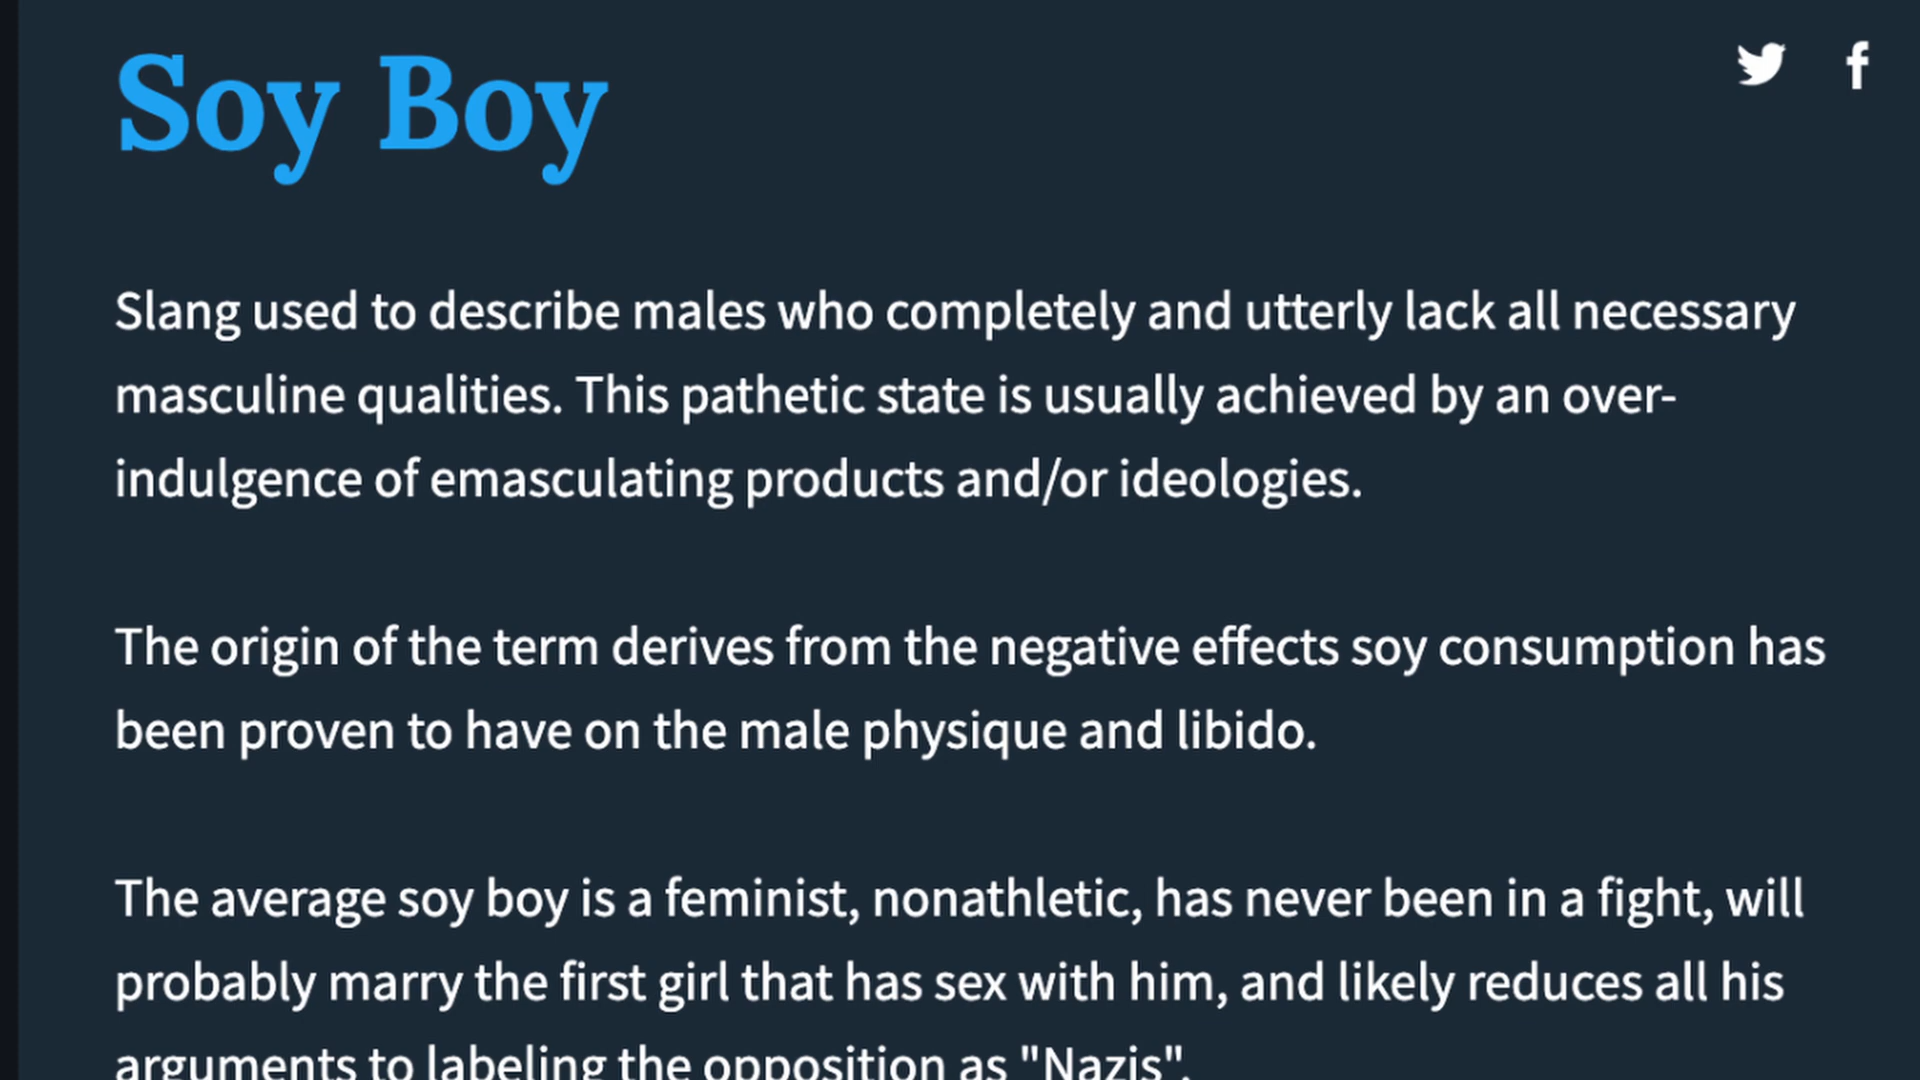 Soy Boy
Slang used to describe males who completely and utterly lack all necessary
masculine qualities. This pathetic state is usually achieved by an over-
indulgence of emasculating products and/or ideologies.
The origin of the term derives from the negative effects soy consumption has
been proven to have on the male physique and libido.
The average soy boy is a feminist, nonathletic, has never been in a fight, will
probably marry the first girl that has sex with him, and likely reduces all his
arguments to labeling the opposition as "Nazis".